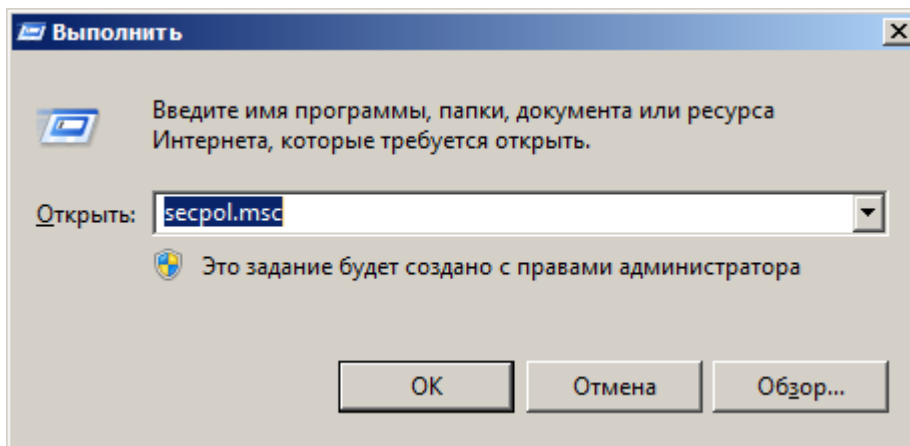 Выполнить
Введите имя программы, папки, документа или ресурса
Интернета, которые требуется открыть.
Открыть: secpol.msc
Это задание будет создано с правами администратора
ОК Отмена Обзор...